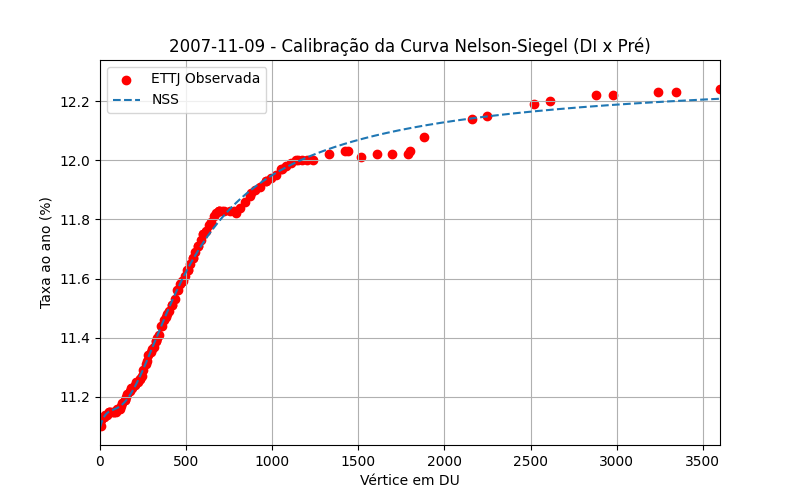 2007-11-09 - Calibração da Curva Nelson-Siegel (DI x Pré)
ETTJ Observada
NSS
Taxa ao ano (%)
12.2
12.0
11.8
11.6
11.4
11.2
0 500 1000 1500 2000 2500 3000 3500
Vértice em DU